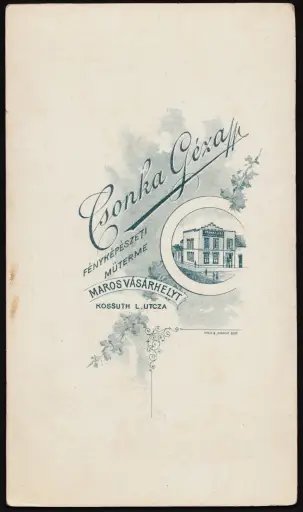 Csonka Géza
FÉNYKÉPÉSZETI
MŰTERME
MAROS VÁSÁRHELYT
KOSSUTH L. UTCZA